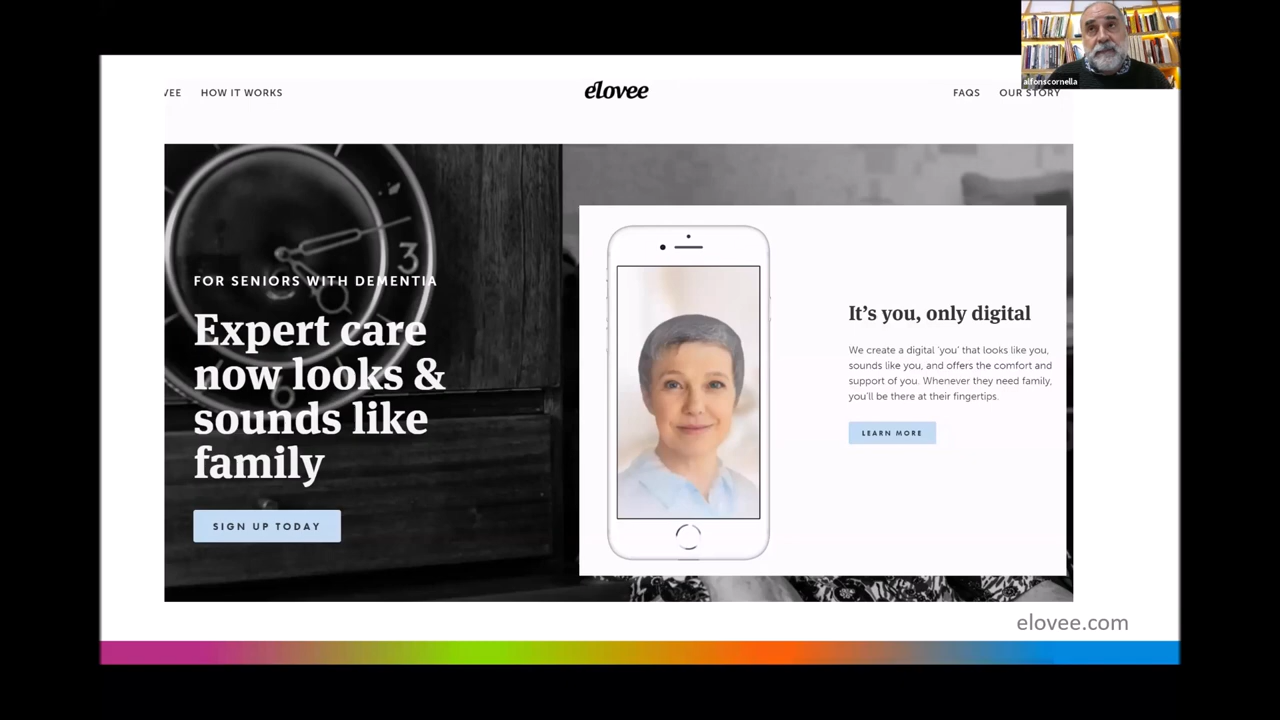 alfonscornella
VEE HOW IT WORKS
élovee
FAQS OUR STORY
3
FOR SENIORS WITH DEMENTIA
Expert care
now looks &
sounds like
family
SIGN UP TODAY
It's you, only digital
We create a digital 'you' that looks like you,
sounds like you, and offers the comfort and
support of you. Whenever they need family,
you'll be there at their fingertips.
LEARN MORE
elovee.com